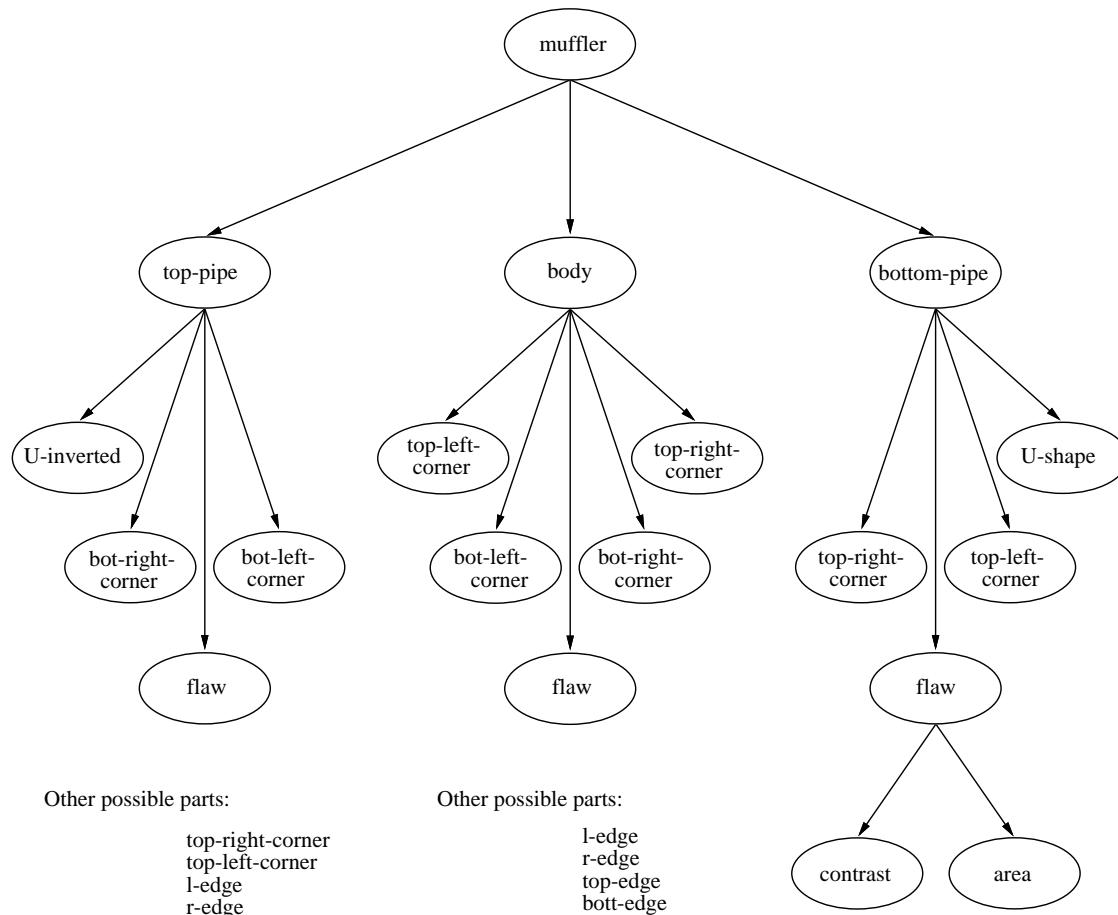 muffler
top-pipe
body
bottom-pipe
U-inverted
top-left-
corner
top-right-
corner
U-shape
bot-right-
corner
bot-left-
corner
bot-left-
corner
bot-right-
corner
top-right-
corner
top-left-
corner
flaw
flaw
flaw
Other possible parts:
top-right-corner
top-left-corner
l-edge
r-edge
Other possible parts:
l-edge
r-edge
top-edge
bott-edge
contrast
area